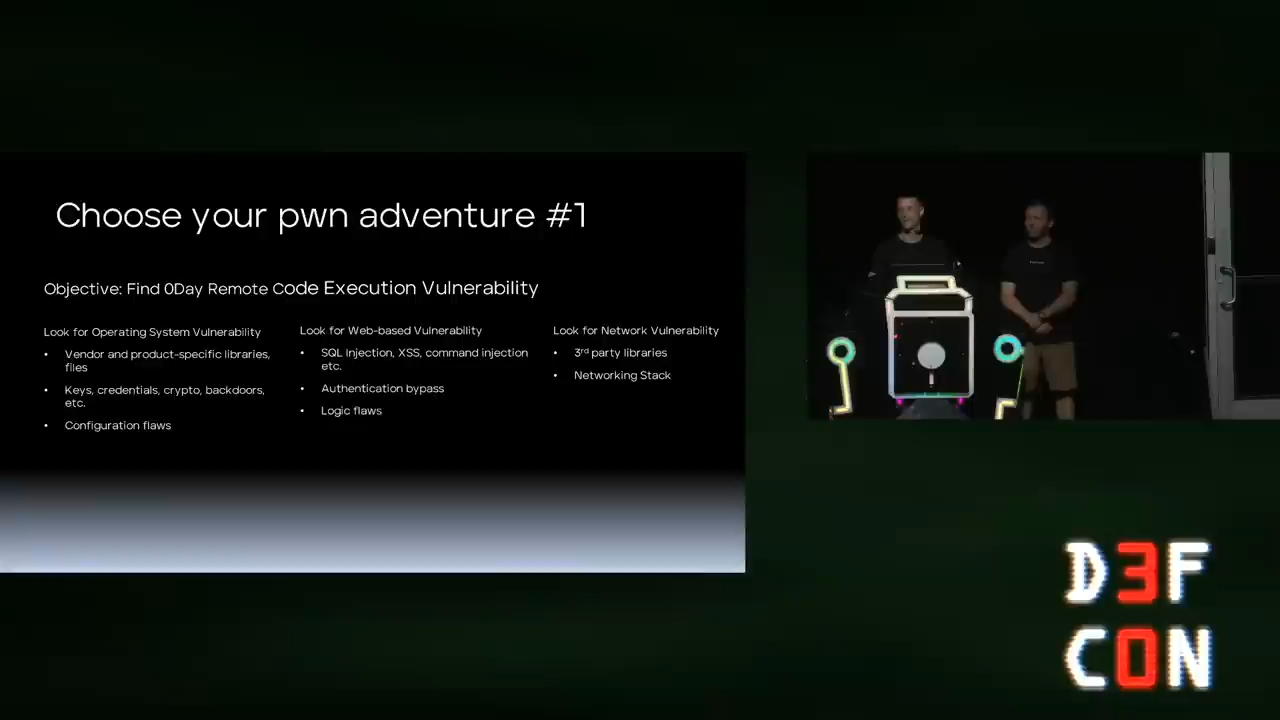 Choose your pwn adventure #1
Objective: Find 0Day Remote Code Execution Vulnerability
Look for Operating System Vulnerability
• Vendor and product-specific libraries,
files
• Keys, credentials, crypto, backdoors,
etc.
• Configuration flaws
Look for Web-based Vulnerability
• SQL Injection, XSS, command injection
etc.
• Authentication bypass
• Logic flaws
Look for Network Vulnerability
• 3rd party libraries
• Networking Stack
D3F
C0N